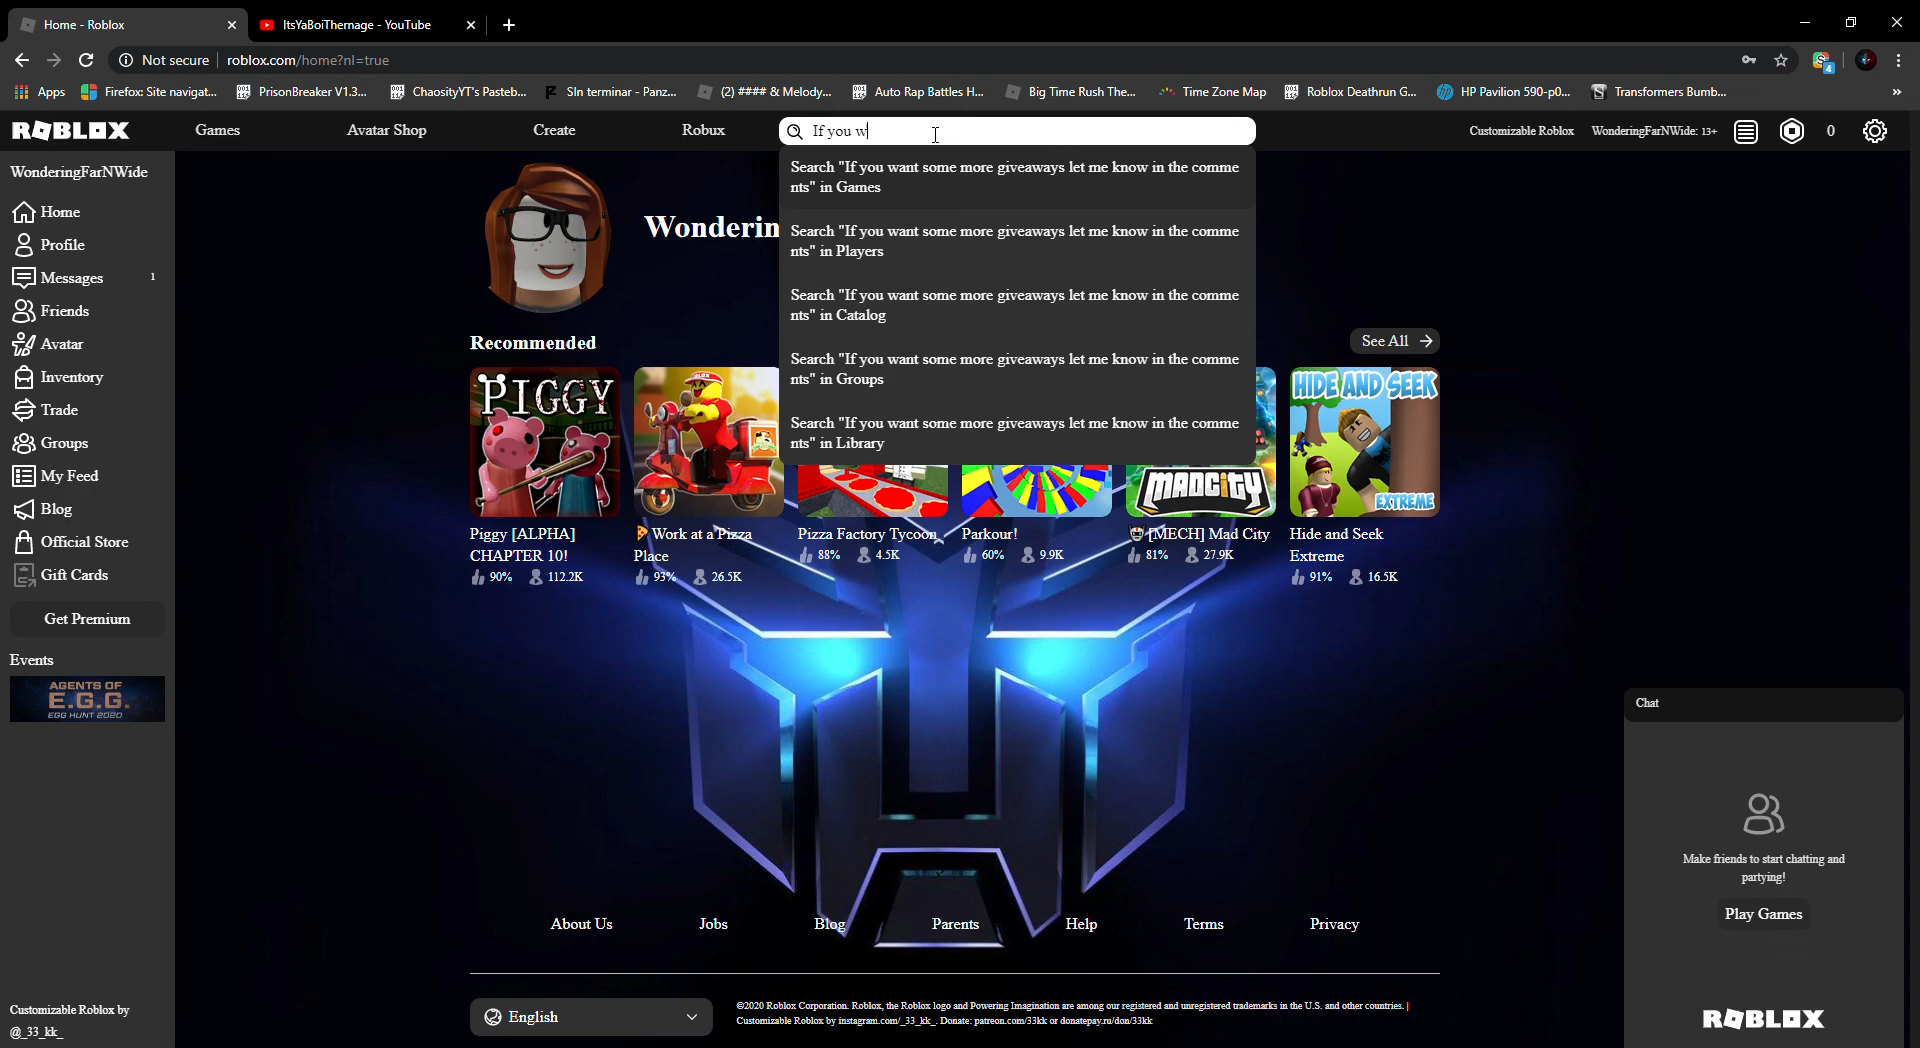 Home - Roblox
ItsYaBoiThernage - YouTube
Not secure
roblox.com/home?nl=true
4
Apps
Firefox: Site navigat...
PrisonBreaker V1.3...
ChaosityYT's Pasteb...
SIn terminar - Panz...
(2) #### & Melody...
Auto Rap Battles H...
Big Time Rush The...
Time Zone Map
Roblox Deathrun G...
HP Pavilion 590-p0...
Transformers Bumb...
»
ROBLOX
Games
Avatar Shop
Create
Robux
If you w
Customizable Roblox
WonderingFarNWide: 13+
0
WonderingFarNWide
Home
Profile
Messages
1
Friends
Avatar
Inventory
Trade
Groups
My Feed
Blog
Official Store
Gift Cards
Get Premium
Events
AGENTS OF
E.G.G.
EGG HUNT 2020
Customizable Roblox by
@_33_kk_
Wonderin
Search "If you want some more giveaways let me know in the comme
nts" in Games
Search "If you want some more giveaways let me know in the comme
nts" in Players
Search "If you want some more giveaways let me know in the comme
nts" in Catalog
Search "If you want some more giveaways let me know in the comme
nts" in Groups
Search "If you want some more giveaways let me know in the comme
nts" in Library
Recommended
See All
PIGGY
MADCITY
HIDE AND SEEK
EXTREME
Piggy [ALPHA]
CHAPTER 10!
90%
112.2K
Work at a Pizza
Place
93%
26.5K
Pizza Factory Tycoon
88%
4.5K
Parkour!
60%
9.9K
[MECH] Mad City
81%
27.9K
Hide and Seek
Extreme
91%
16.5K
Chat
Make friends to start chatting and
partying!
Play Games
ROBLOX
About Us
Jobs
Blog
Parents
Help
Terms
Privacy
English
©2020 Roblox Corporation. Roblox, the Roblox logo and Powering Imagination are among our registered and unregistered trademarks in the U.S. and other countries. |
Customizable Roblox by instagram.com/_33_kk_. Donate: patreon.com/33kk or donatepay.ru/don/33kk